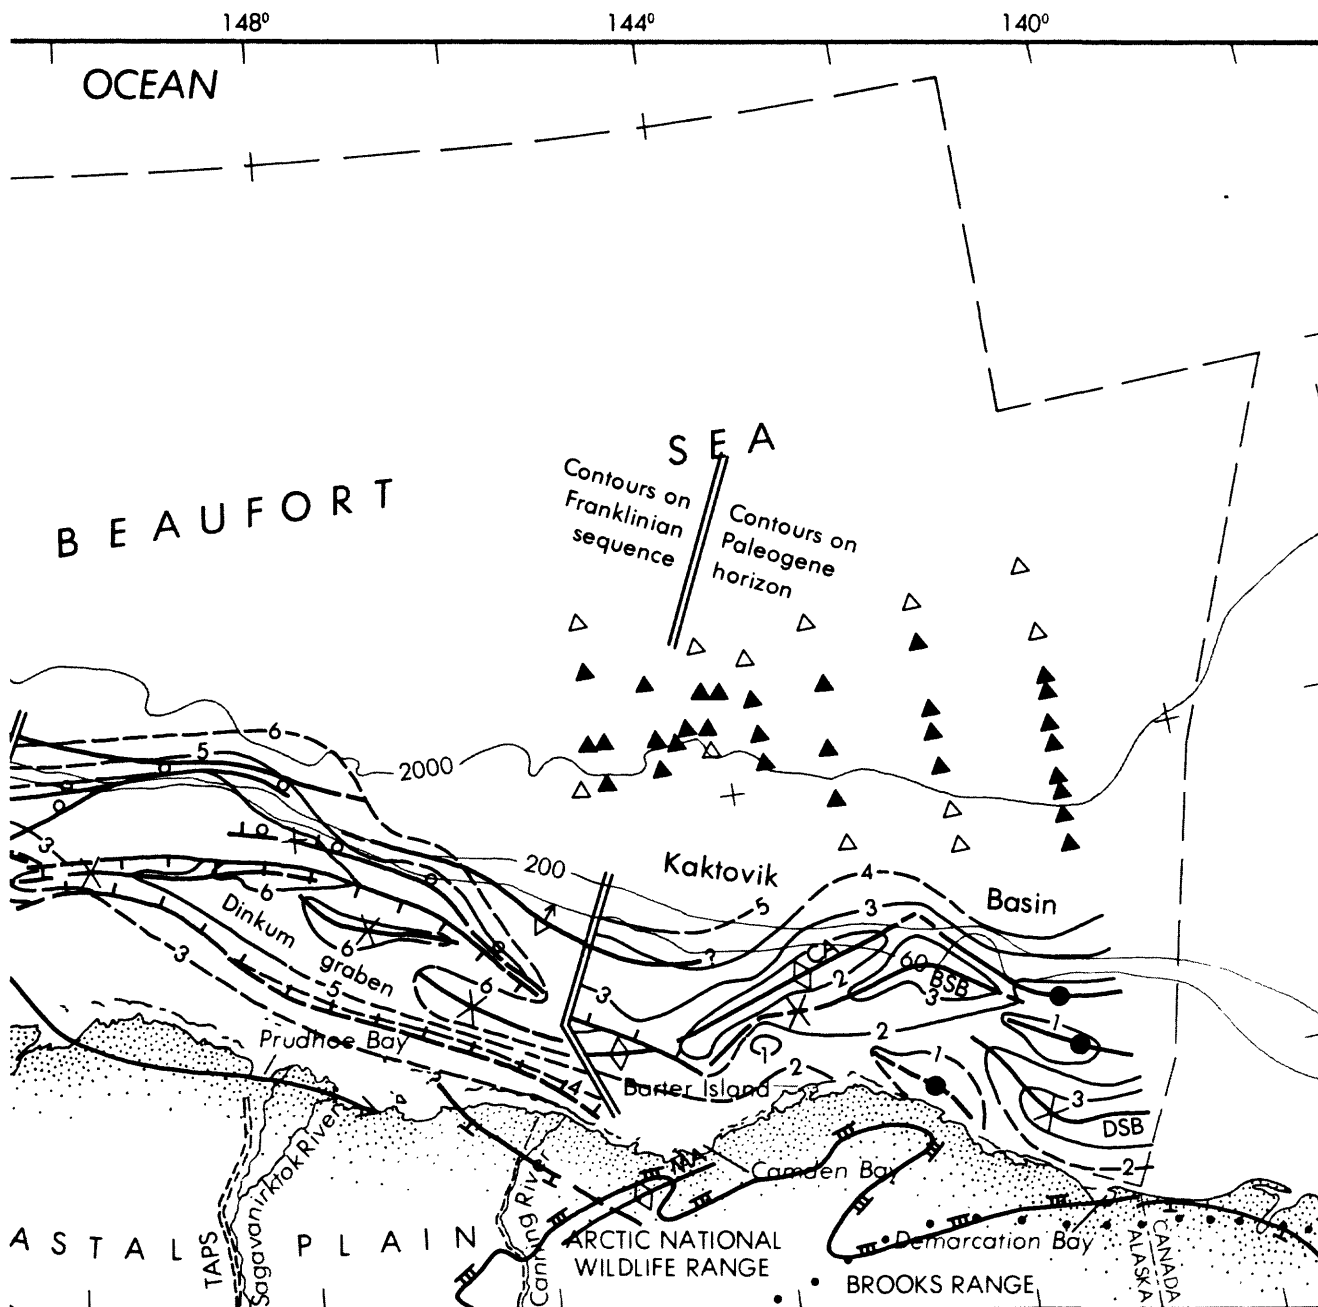 148° 144° 140°
OCEAN
SEA
Contours on
Franklinian
sequence
Contours on
Paleogene
horizon
BEAUFORT
6
5
2000
3
200
Kaktovik
4
Basin
5
3
6
Dinkum
graben
6
3
5
6
?
CA
2
60
BSB
3
3
2
1
Prudhoe Bay
4
Barter Island
2
1
1
3
DSB
2
MA
Camden Bay
TAPS
Sagavanirktok River
Canning River
ASTAL PLAIN
ARCTIC NATIONAL
WILDLIFE RANGE
Demarcation Bay
BROOKS RANGE
ALASKA
CANADA